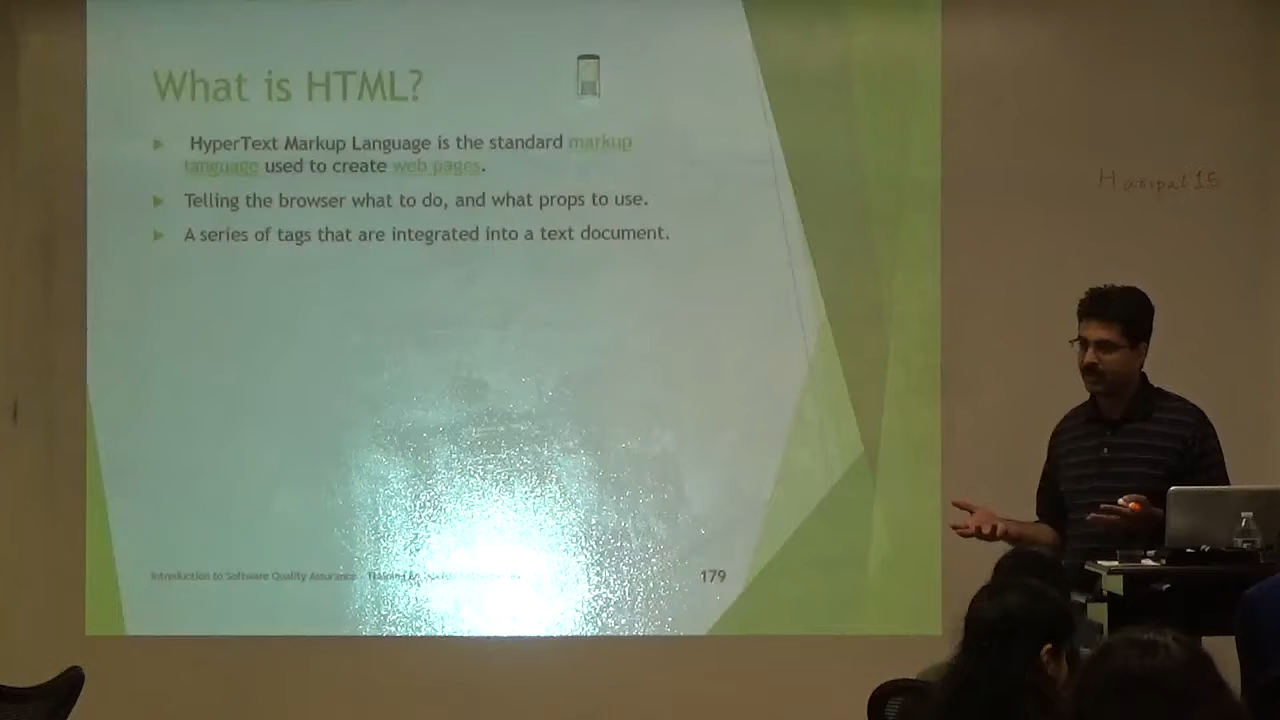 What is HTML?
HyperText Markup Language is the standard markup
language used to create web pages.
Telling the browser what to do, and what props to use.
A series of tags that are integrated into a text document.
Introduction to Software Quality Assurance - Training
179